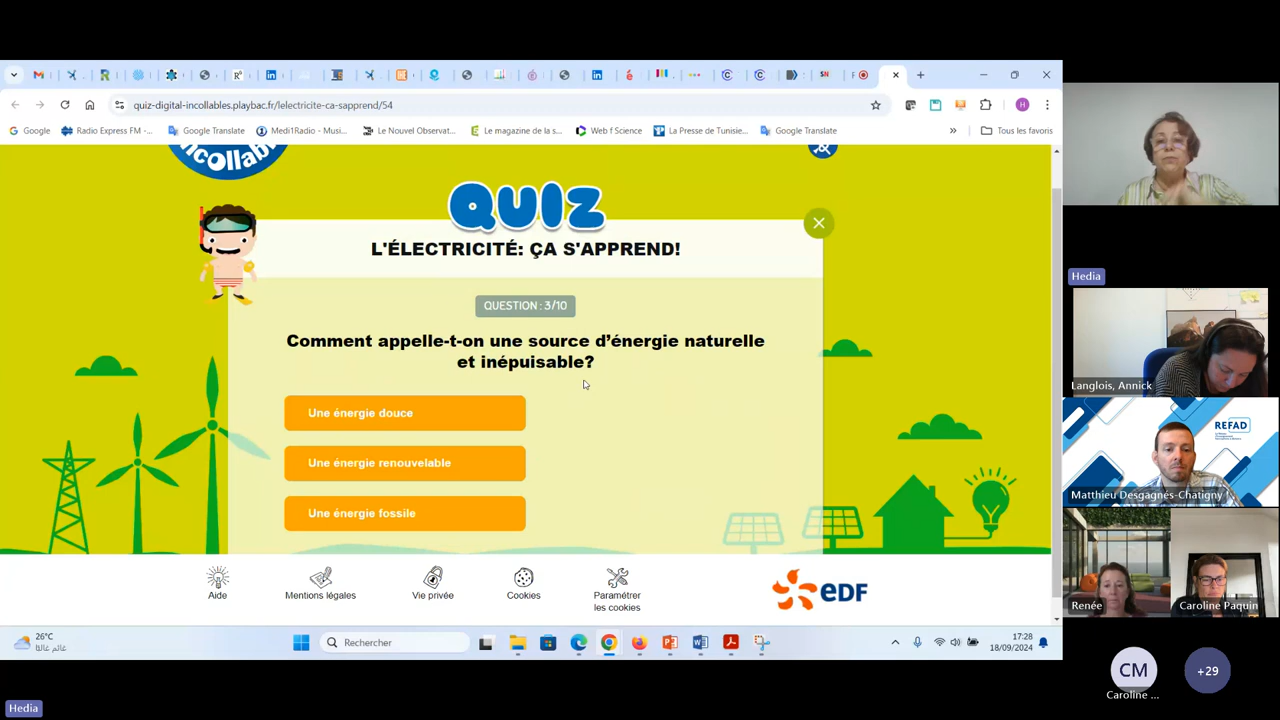 quiz-digital-incollables.playbac.fr/lelectricite-ca-sapprend/54
Google
Radio Express FM -...
Google Translate
Medi1Radio - Musi...
Le Nouvel Observat...
Le magazine de la s...
Web f Science
La Presse de Tunisie...
Google Translate
»
Tous les favoris
incollabl
QUIZ
L'ÉLECTRICITÉ: ÇA S'APPREND!
QUESTION : 3/10
Comment appelle-t-on une source d'énergie naturelle
et inépuisable?
Une énergie douce
Une énergie renouvelable
Une énergie fossile
Aide
Mentions légales
Vie privée
Cookies
Paramétrer
les cookies
eDF
26°C
غائم غالبًا
Rechercher
17:28
18/09/2024
Hedia
Langlois, Annick
REFAD
Matthieu Desgagnés-Chatigny
Renée
Caroline Paquin
CM
Caroline ...
+29
Hedia